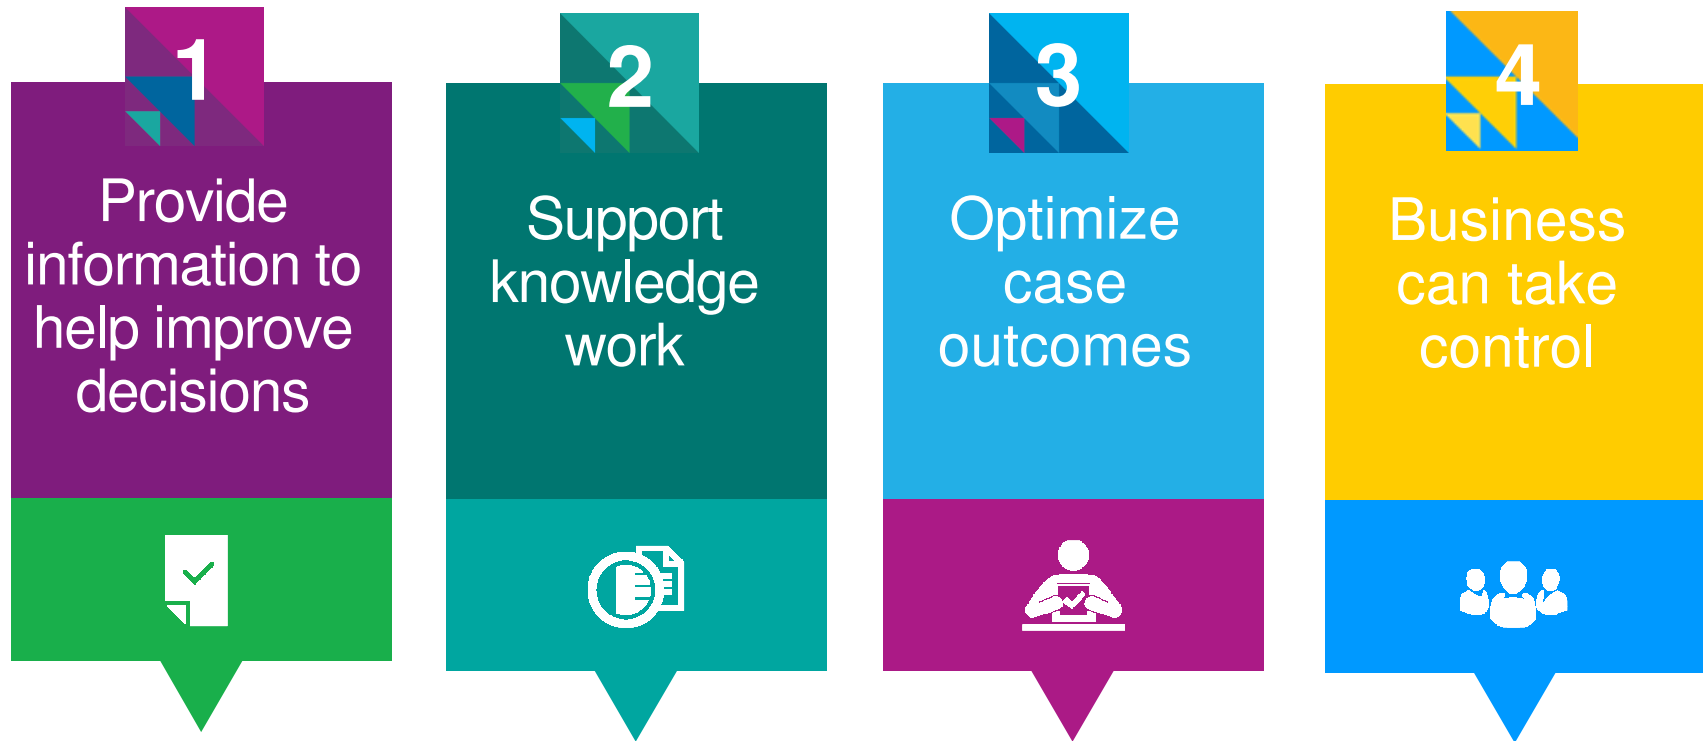 1
Provide
information to
help improve
decisions
2
Support
knowledge
work
3
Optimize
case
outcomes
4
Business
can take
control